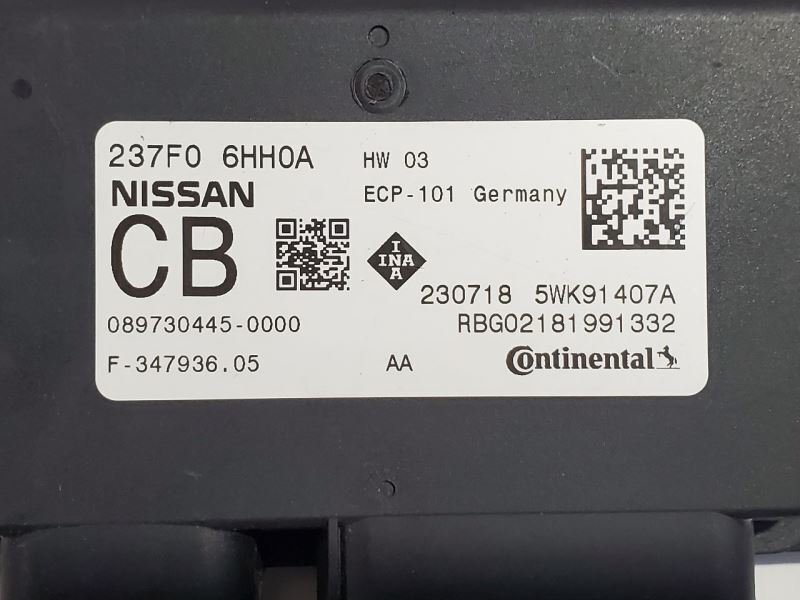 237F0 6HH0A
HW 03
NISSAN
ECP-101 Germany
CB
INA
INA
230718 5WK91407A
089730445-0000
RBG02181991332
F-347936.05
AA
Continental